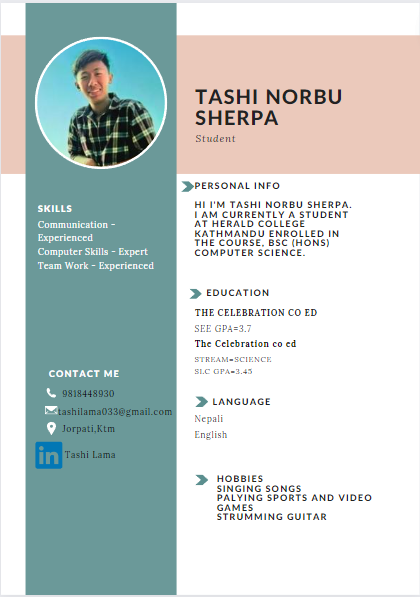 TASHI NORBU
SHERPA
Student
SKILLS
Communication -
Experienced
Computer Skills - Expert
Team Work - Experienced
CONTACT ME
9818448930
tashilama033@gmail.com
Jorpati,Ktm
in
Tashi Lama
PERSONAL INFO
HI I'M TASHI NORBU SHERPA.
I AM CURRENTLY A STUDENT
AT HERALD COLLEGE
KATHMANDU ENROLLED IN
THE COURSE, BSC (HONS)
COMPUTER SCIENCE.
EDUCATION
THE CELEBRATION CO ED
SEE GPA=3.7
The Celebration co ed
STREAM=SCIENCE
SLC GPA=3.45
LANGUAGE
Nepali
English
HOBBIES
SINGING SONGS
PALYING SPORTS AND VIDEO
GAMES
STRUMMING GUITAR